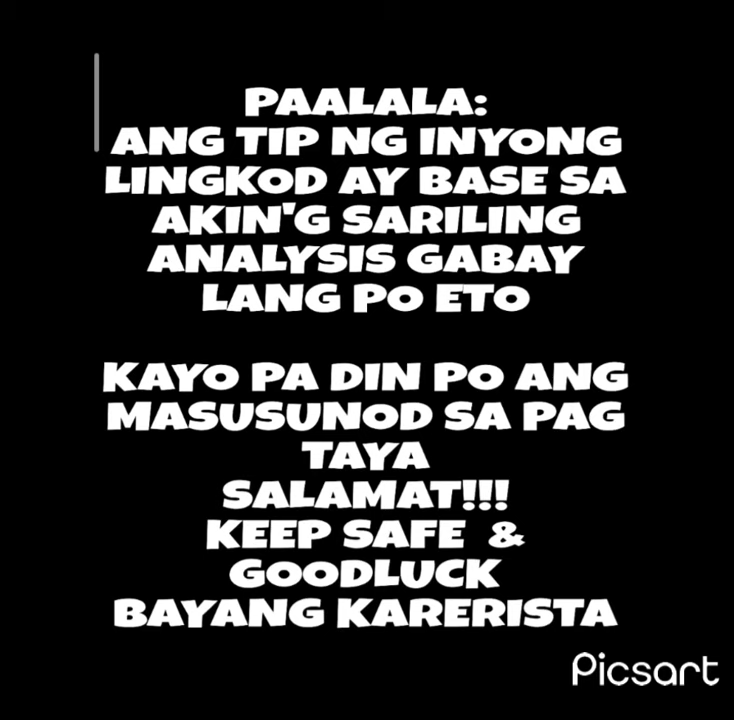 PAALALA:
ANG TIP NG INYONG
LINGKOD AY BASE SA
AKIN'G SARILING
ANALYSIS GABAY
LANG PO ETO
KAYO PA DIN PO ANG
MASUSUNOD SA PAG
TAYA
SALAMAT!!!
KEEP SAFE &
GOODLUCK
BAYANG KARERISTA
Picsart